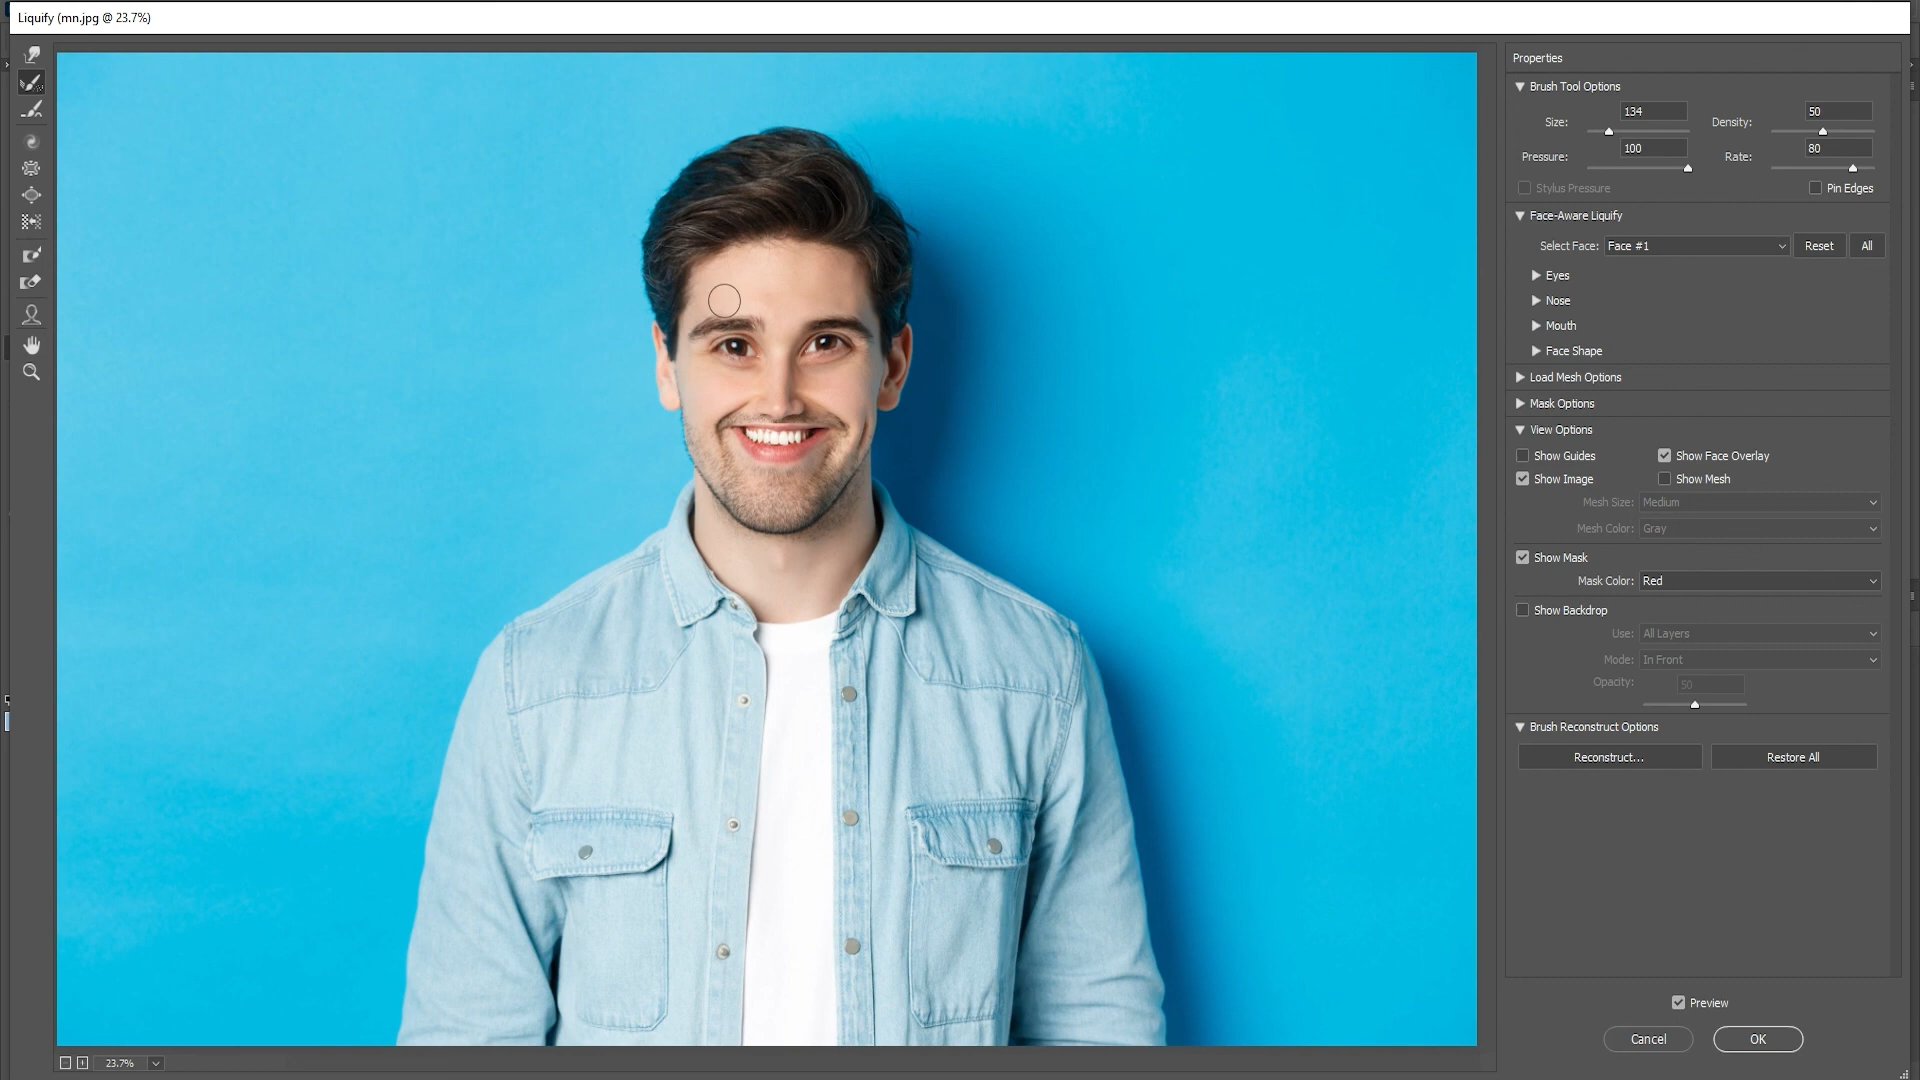 Liquify (mn.jpg @ 23.7%)
Properties
Brush Tool Options
Size: 134 Density: 50
Pressure: 100 Rate: 80
Stylus Pressure Pin Edges
Face-Aware Liquify
Select Face: Face #1 Reset All
Eyes
Nose
Mouth
Face Shape
Load Mesh Options
Mask Options
View Options
Show Guides Show Face Overlay
Show Image Show Mesh
Mesh Size: Medium
Mesh Color: Gray
Show Mask
Mask Color: Red
Show Backdrop
Use: All Layers
Mode: In Front
Opacity: 50
Brush Reconstruct Options
Reconstruct... Restore All
Preview
Cancel OK
23.7%